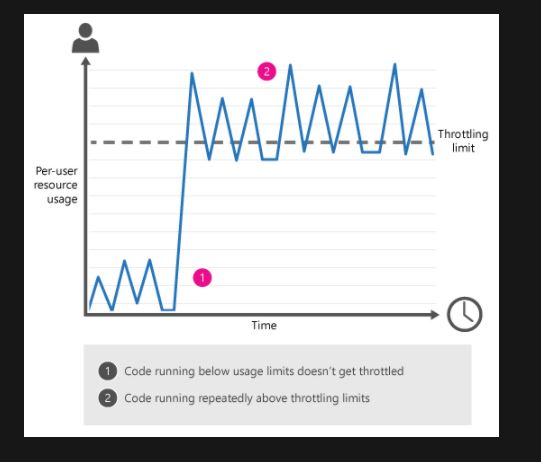 2
Throttling
limit
Per-user
resource
usage
1
Time
1 Code running below usage limits doesn't get throttled
2 Code running repeatedly above throttling limits